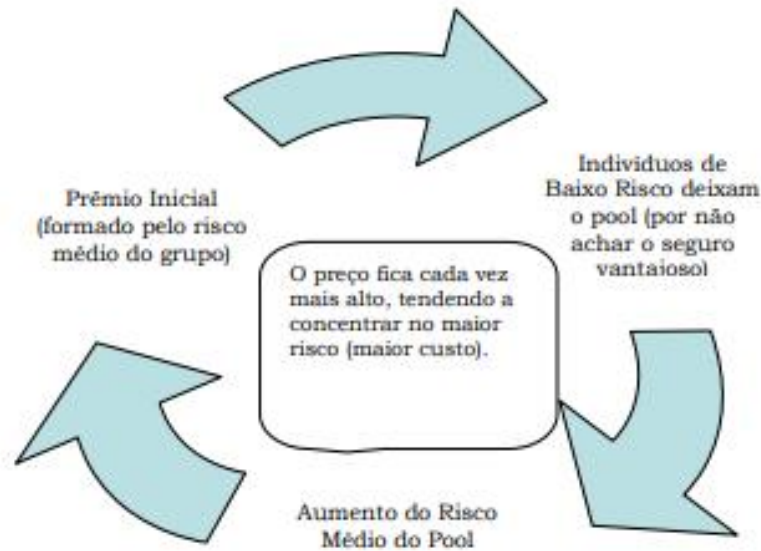 Prêmio Inicial
(formado pelo risco
médio do grupo)
Indivíduos de
Baixo Risco deixam
o pool (por não
achar o seguro
vantajoso)
O preço fica cada vez
mais alto, tendendo a
concentrar no maior
risco (maior custo).
Aumento do Risco
Médio do Pool